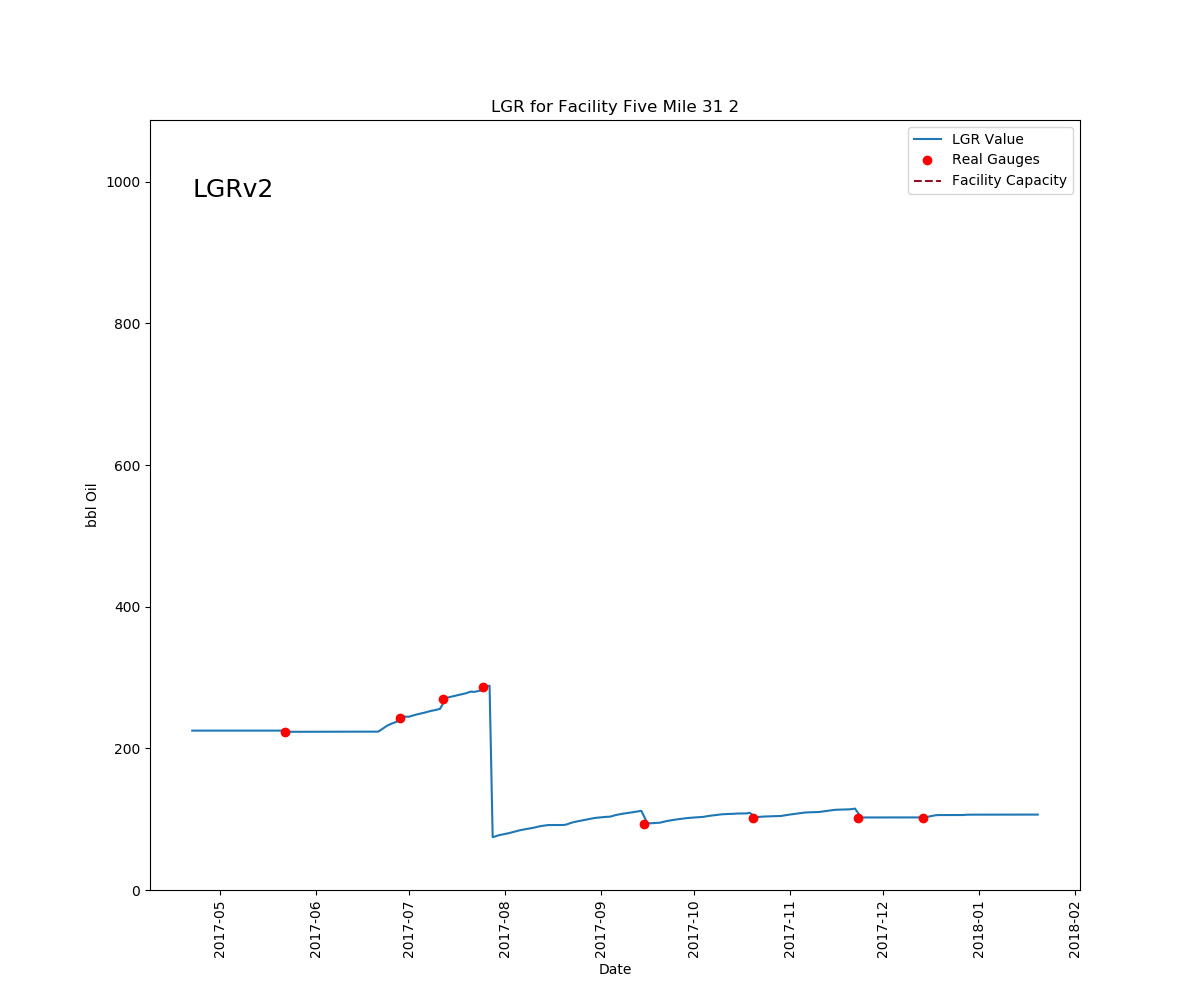 LGR for Facility Five Mile 31 2
LGRv2
LGR Value
Real Gauges
Facility Capacity
1000
800
600
400
200
0
bbl Oil
2017-05
2017-06
2017-07
2017-08
2017-09
2017-10
2017-11
2017-12
2018-01
2018-02
Date